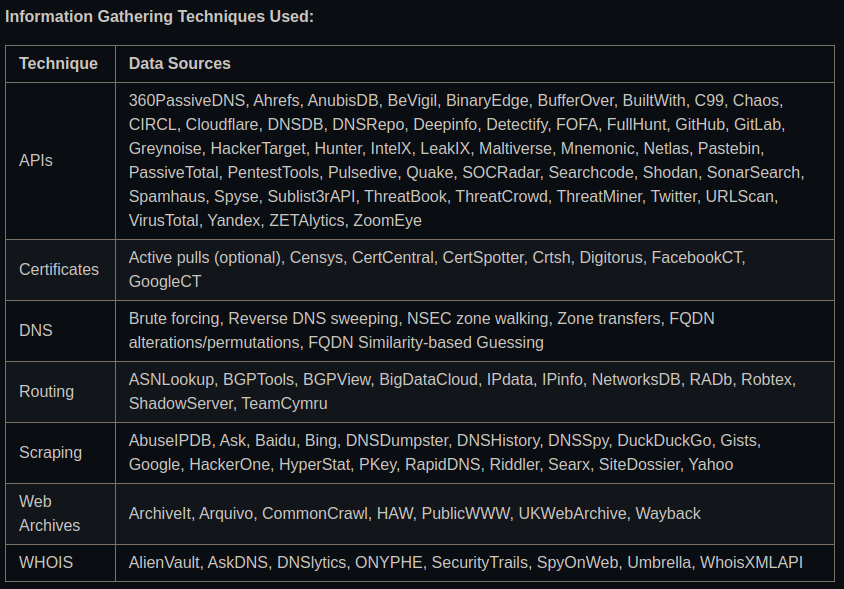 Information Gathering Techniques Used:
Technique
Data Sources
APIs
360PassiveDNS, Ahrefs, AnubisDB, BeVigil, BinaryEdge, BufferOver, BuiltWith, C99, Chaos,
CIRCL, Cloudflare, DNSDB, DNSRepo, Deepinfo, Detectify, FOFA, FullHunt, GitHub, GitLab,
Greynoise, HackerTarget, Hunter, IntelX, LeakIX, Maltiverse, Mnemonic, Netlas, Pastebin,
PassiveTotal, PentestTools, Pulsedive, Quake, SOCRadar, Searchcode, Shodan, SonarSearch,
Spamhaus, Spyse, Sublist3rAPI, ThreatBook, ThreatCrowd, ThreatMiner, Twitter, URLScan,
VirusTotal, Yandex, ZETAlytics, ZoomEye
Certificates
Active pulls (optional), Censys, CertCentral, CertSpotter, Crtsh, Digitorus, FacebookCT,
GoogleCT
DNS
Brute forcing, Reverse DNS sweeping, NSEC zone walking, Zone transfers, FQDN
alterations/permutations, FQDN Similarity-based Guessing
Routing
ASNLookup, BGPTools, BGPView, BigDataCloud, IPdata, IPinfo, NetworksDB, RADb, Robtex,
ShadowServer, TeamCymru
Scraping
AbuseIPDB, Ask, Baidu, Bing, DNSDumpster, DNSHistory, DNSSpy, DuckDuckGo, Gists,
Google, HackerOne, HyperStat, PKey, RapidDNS, Riddler, Searx, SiteDossier, Yahoo
Web
Archives
ArchiveIt, Arquivo, CommonCrawl, HAW, PublicWWW, UKWebArchive, Wayback
WHOIS
AlienVault, AskDNS, DNSlytics, ONYPHE, SecurityTrails, SpyOnWeb, Umbrella, WhoisXMLAPI